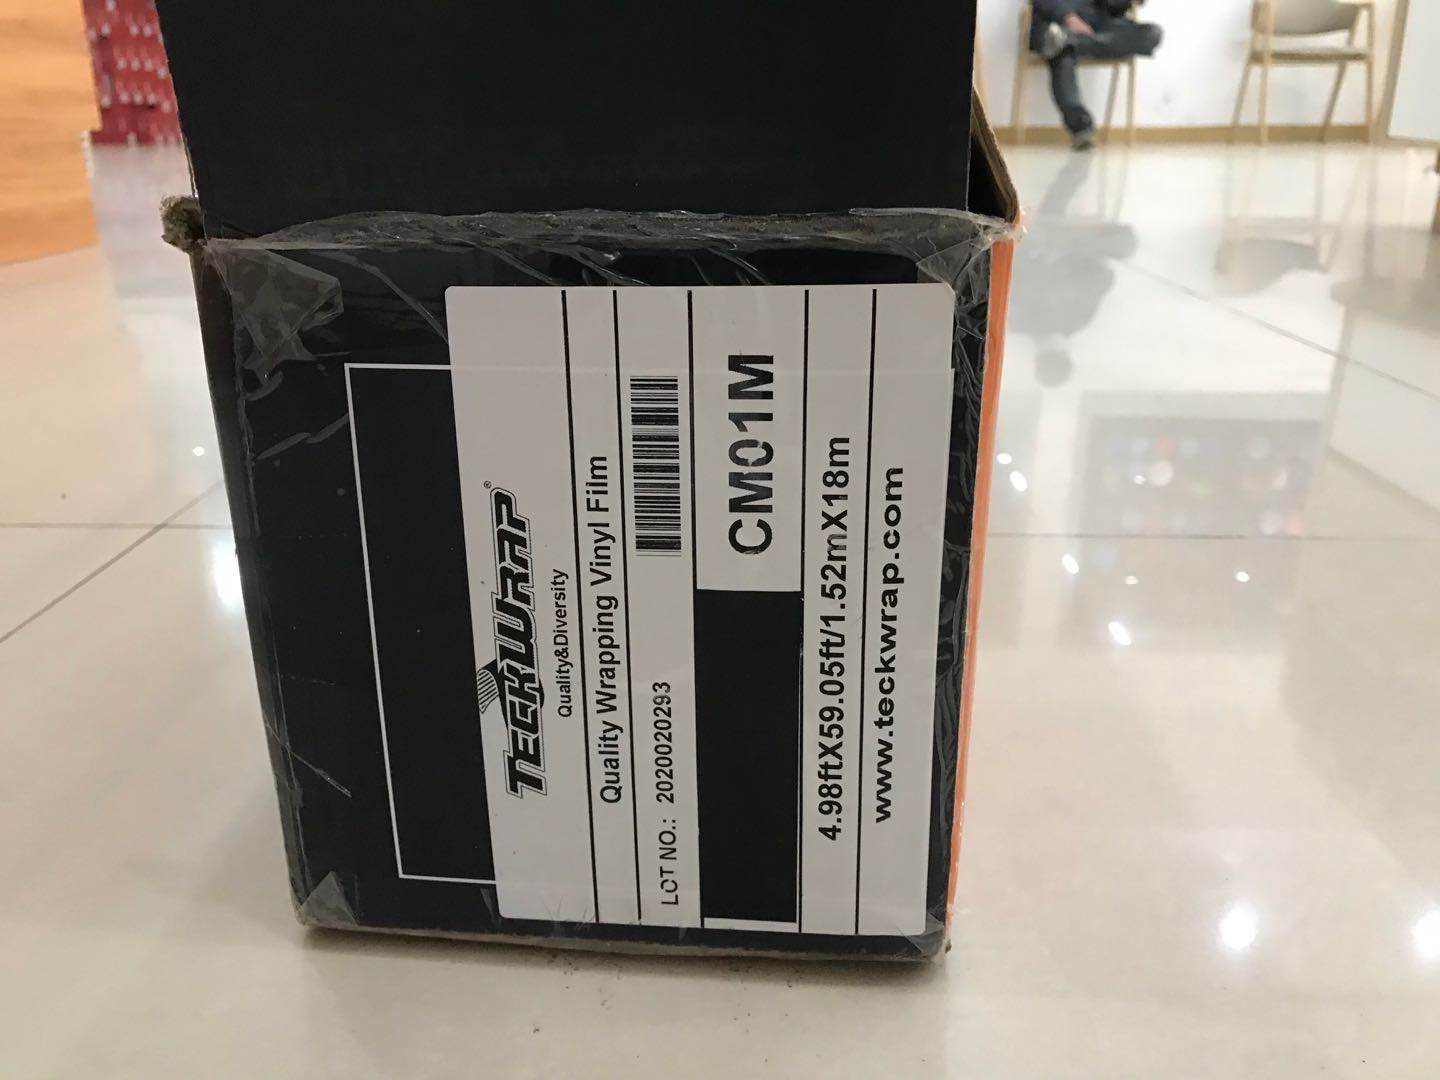 TECKWRAP®
Quality&Diversity
Quality Wrapping Vinyl Film
LOT NO.: 2020020293
CM01M
4.98ftX59.05ft/1.52mX18m
www.teckwrap.com